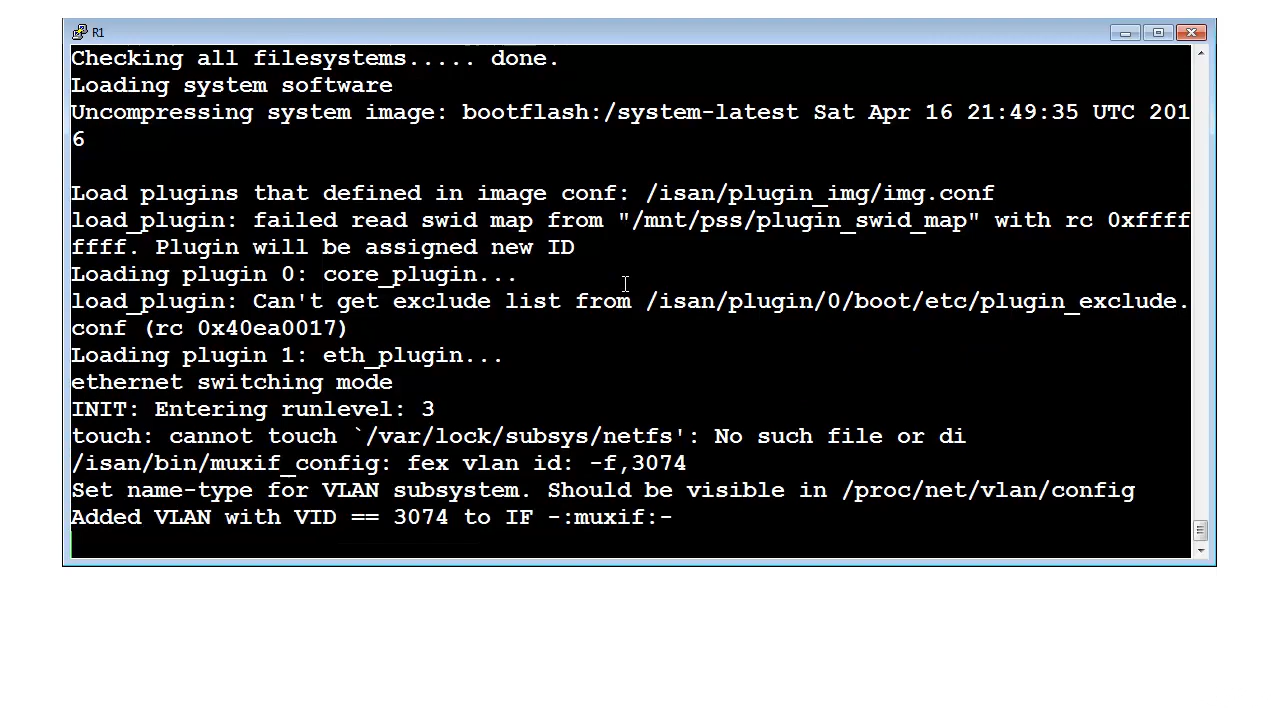 R1
Checking all filesystems..... done.
Loading system software
Uncompressing system image: bootflash:/system-latest Sat Apr 16 21:49:35 UTC 201
6
Load plugins that defined in image conf: /isan/plugin_img/img.conf
load_plugin: failed read swid map from "/mnt/pss/plugin_swid_map" with rc 0xffff
ffff. Plugin will be assigned new ID
Loading plugin 0: core_plugin...
load_plugin: Can't get exclude list from /isan/plugin/0/boot/etc/plugin_exclude.
conf (rc 0x40ea0017)
Loading plugin 1: eth_plugin...
ethernet switching mode
INIT: Entering runlevel: 3
touch: cannot touch `/var/lock/subsys/netfs': No such file or di
/isan/bin/muxif_config: fex vlan id: -f,3074
Set name-type for VLAN subsystem. Should be visible in /proc/net/vlan/config
Added VLAN with VID == 3074 to IF -:muxif:-